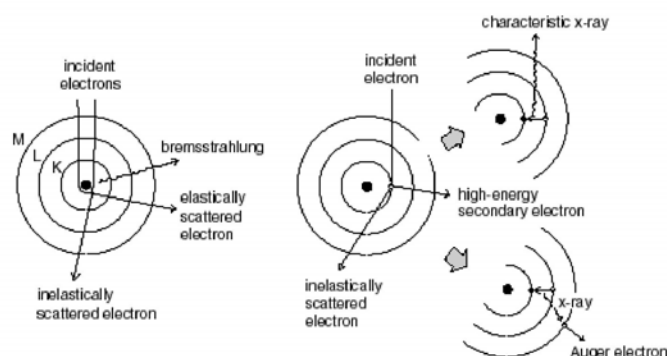 characteristic x-ray
incident
electrons
incident
electron
M
L
K
bremsstrahlung
elastically
scattered
electron
high-energy
secondary electron
inelastically
scattered electron
inelastically
scattered
electron
x-ray
Auger electron